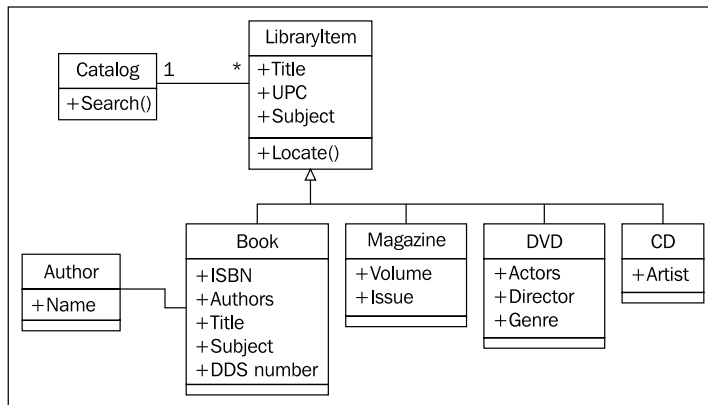 LibraryItem
+Title
+UPC
+Subject
+Locate()
Catalog
+Search()
1
*
Book
+ISBN
+Authors
+Title
+Subject
+DDS number
Magazine
+Volume
+Issue
DVD
+Actors
+Director
+Genre
CD
+Artist
Author
+Name